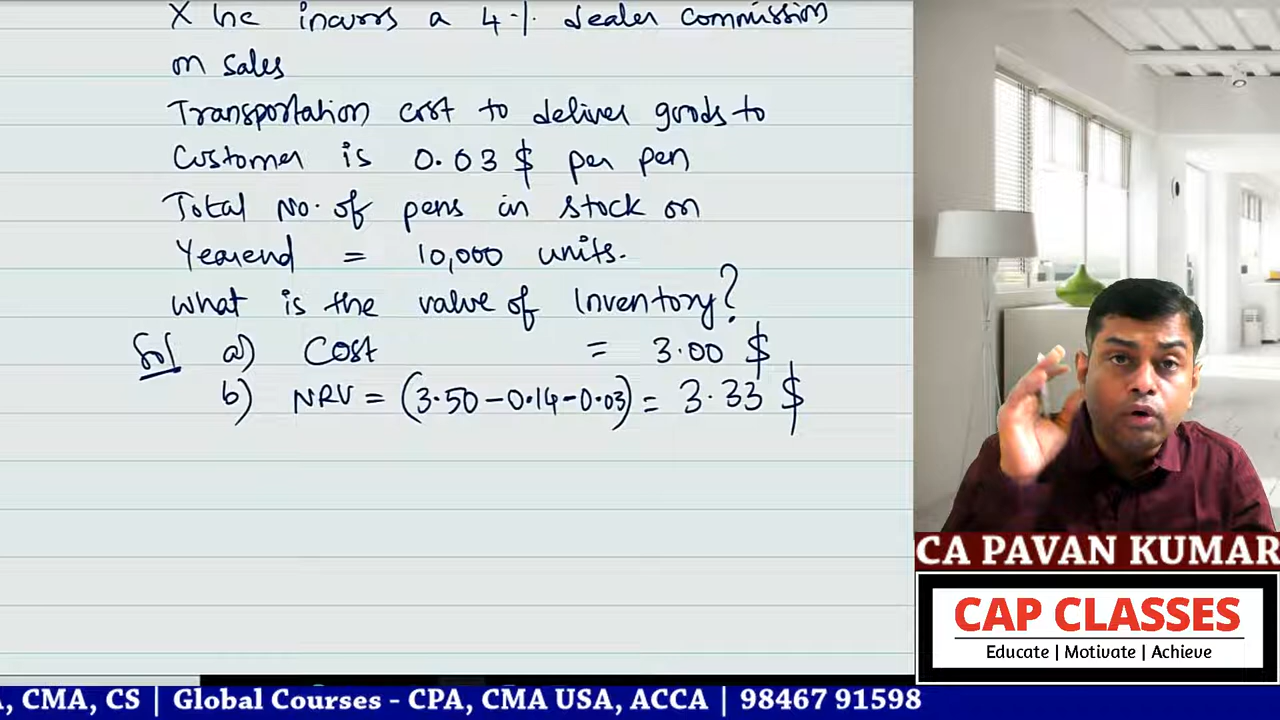 X Inc incurs a 4 % dealer commission
on sales
Transportation cost to deliver goods to
Customer is 0.03 $ per pen
Total No. of pens in stock on
Yearend = 10,000 units.
What is the value of Inventory?
Sol a) Cost = 3.00 $
b) NRV = (3.50-0.14-0.03) = 3.33 $
CA PAVAN KUMAR
CAP CLASSES
Educate | Motivate | Achieve
, CMA, CS | Global Courses - CPA, CMA USA, ACCA | 98467 91598